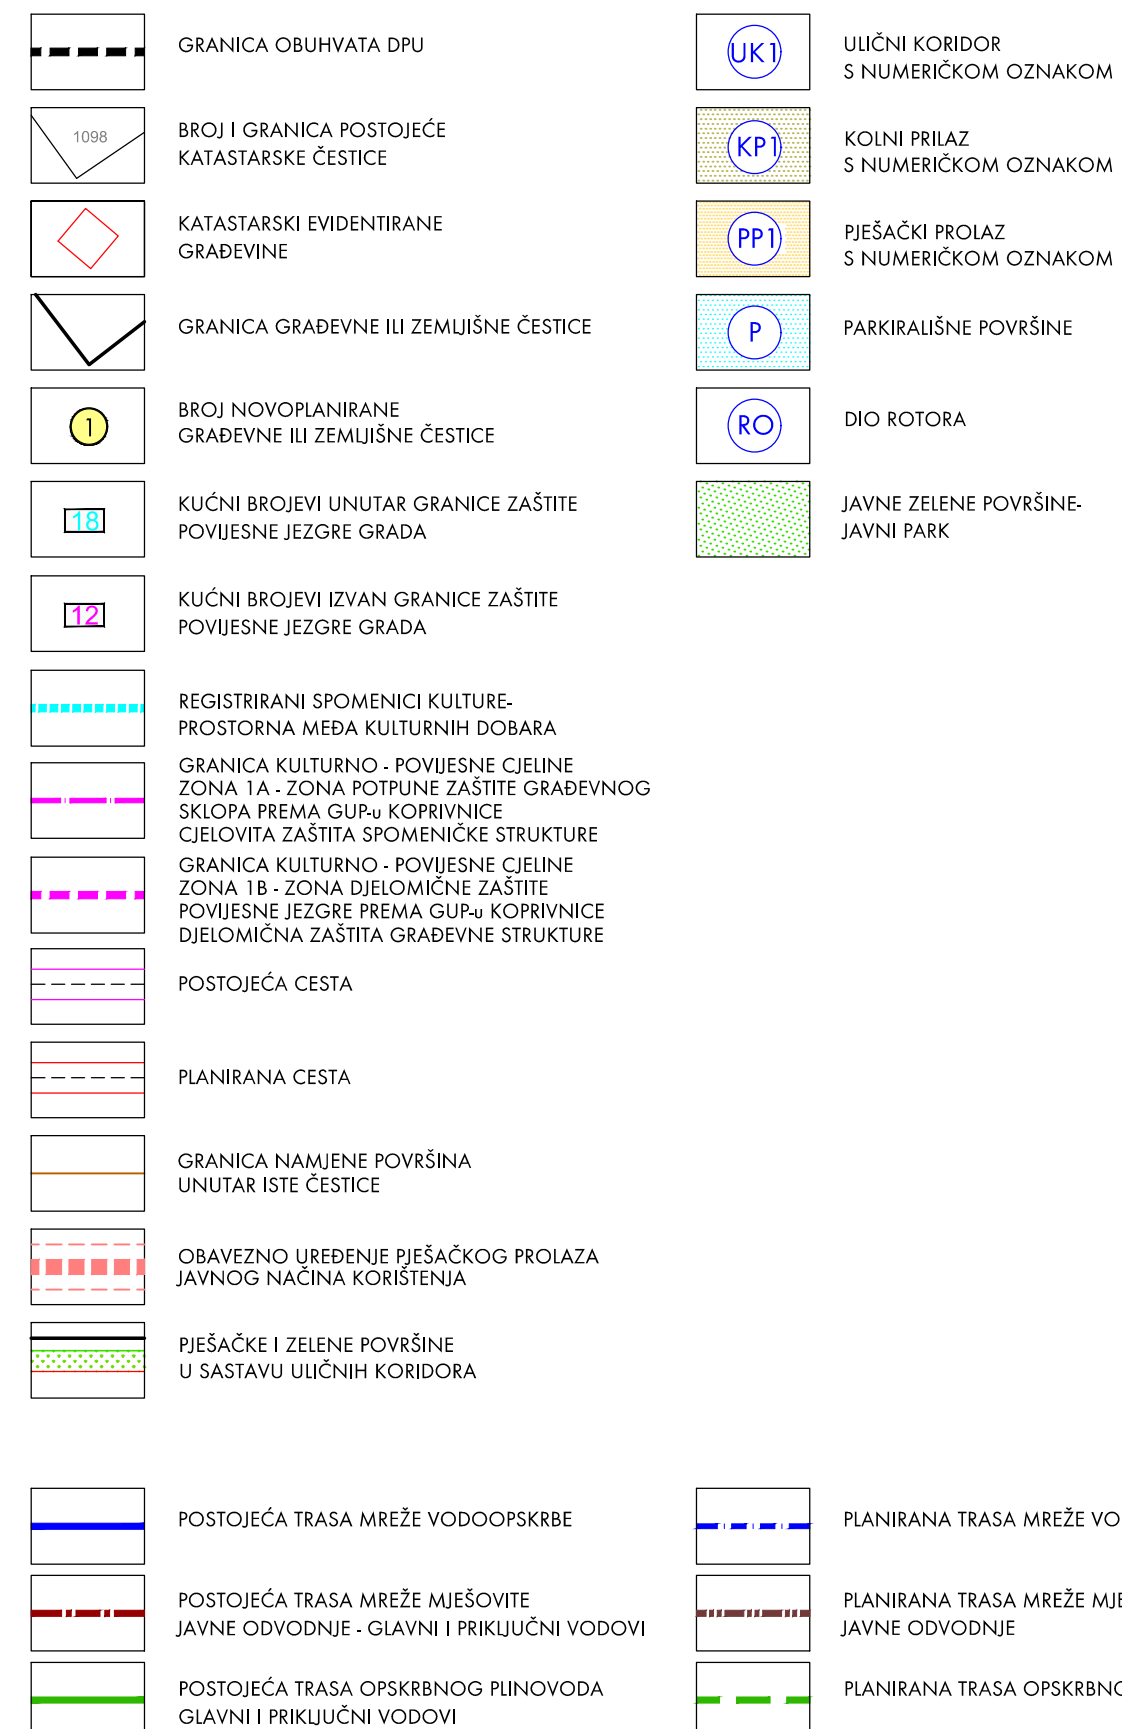 GRANICA OBUHVATA DPU
1098
BROJ I GRANICA POSTOJEĆE
KATASTARSKE ČESTICE
KATASTARSKI EVIDENTIRANE
GRAĐEVINE
GRANICA GRAĐEVNE ILI ZEMLJIŠNE ČESTICE
1
BROJ NOVOPLANIRANE
GRAĐEVNE ILI ZEMLJIŠNE ČESTICE
18
KUĆNI BROJEVI UNUTAR GRANICE ZAŠTITE
POVIJESNE JEZGRE GRADA
12
KUĆNI BROJEVI IZVAN GRANICE ZAŠTITE
POVIJESNE JEZGRE GRADA
REGISTRIRANI SPOMENICI KULTURE-
PROSTORNA MEĐA KULTURNIH DOBARA
GRANICA KULTURNO - POVIJESNE CJELINE
ZONA 1A - ZONA POTPUNE ZAŠTITE GRAĐEVNOG
SKLOPA PREMA GUP-u KOPRIVNICE
CJELOVITA ZAŠTITA SPOMENIČKE STRUKTURE
GRANICA KULTURNO - POVIJESNE CJELINE
ZONA 1B - ZONA DJELOMIČNE ZAŠTITE
POVIJESNE JEZGRE PREMA GUP-u KOPRIVNICE
DJELOMIČNA ZAŠTITA GRAĐEVNE STRUKTURE
POSTOJEĆA CESTA
PLANIRANA CESTA
GRANICA NAMJENE POVRŠINA
UNUTAR ISTE ČESTICE
OBAVEZNO UREĐENJE PJEŠAČKOG PROLAZA
JAVNOG NAČINA KORIŠTENJA
PJEŠAČKE I ZELENE POVRŠINE
U SASTAVU ULIČNIH KORIDORA
UK1
ULIČNI KORIDOR
S NUMERIČKOM OZNAKOM
KP1
KOLNI PRILAZ
S NUMERIČKOM OZNAKOM
PP1
PJEŠAČKI PROLAZ
S NUMERIČKOM OZNAKOM
P
PARKIRALIŠNE POVRŠINE
RO
DIO ROTORA
JAVNE ZELENE POVRŠINE-
JAVNI PARK
POSTOJEĆA TRASA MREŽE VODOOPSKRBE
POSTOJEĆA TRASA MREŽE MJEŠOVITE
JAVNE ODVODNJE - GLAVNI I PRIKLJUČNI VODOVI
POSTOJEĆA TRASA OPSKRBNOG PLINOVODA
GLAVNI I PRIKLJUČNI VODOVI
PLANIRANA TRASA MREŽE VO
PLANIRANA TRASA MREŽE MJE
JAVNE ODVODNJE
PLANIRANA TRASA OPSKRBNO